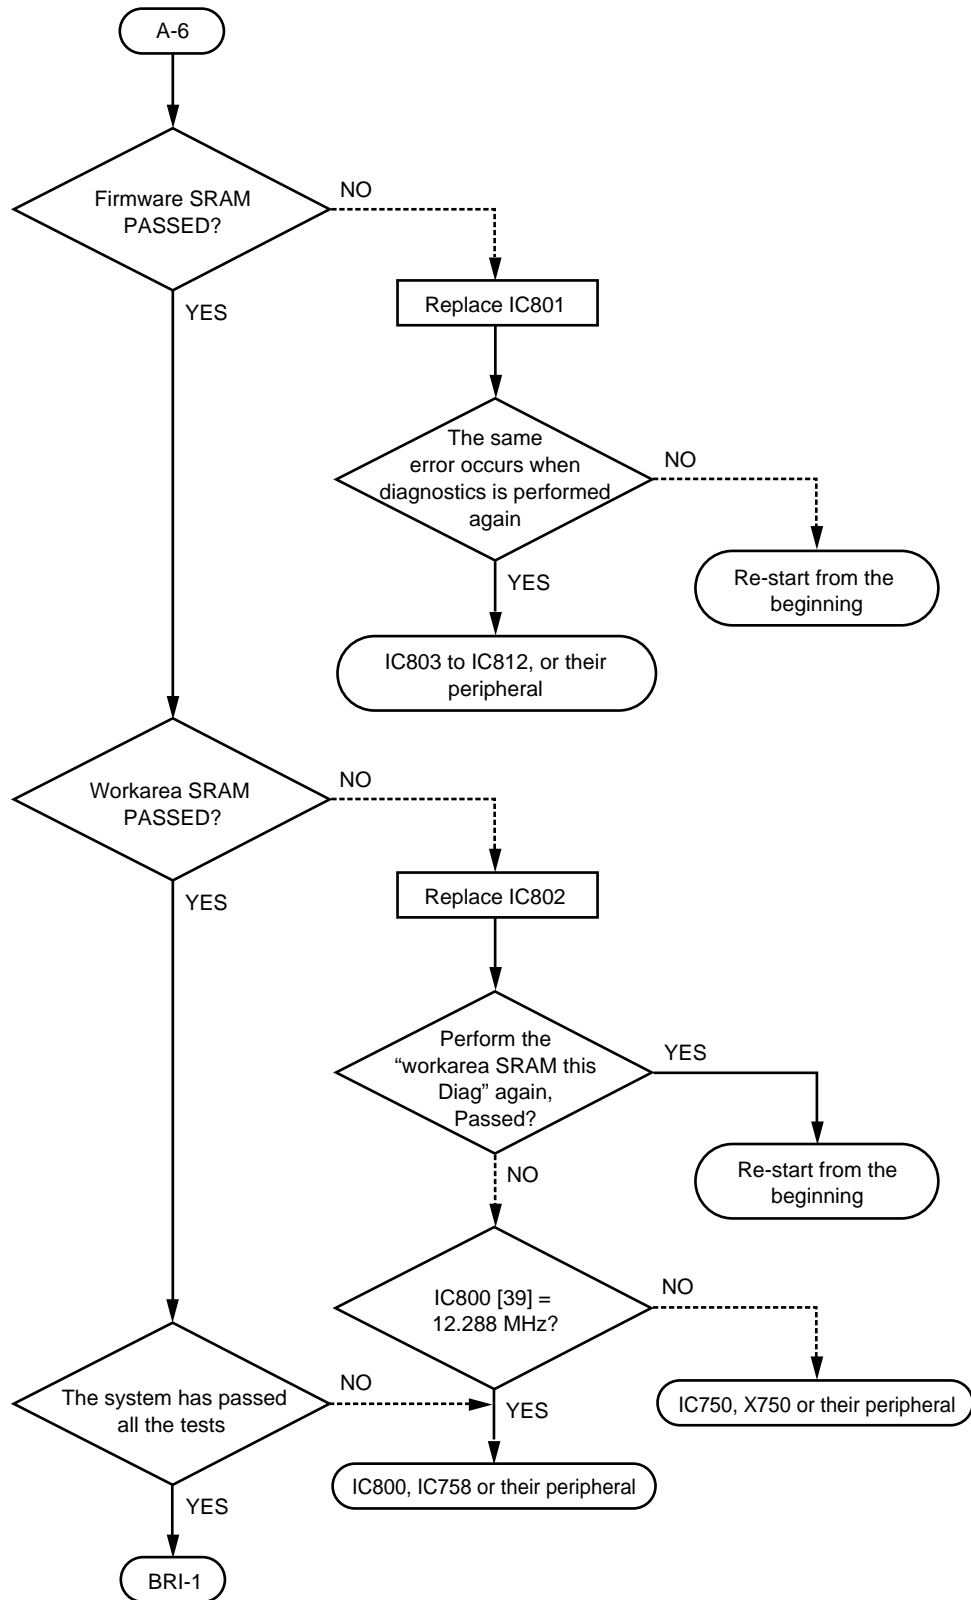 A-6
Firmware SRAM
PASSED?
NO
YES
Replace IC801
The same
error occurs when
diagnostics is performed
again
NO
YES
Re-start from the
beginning
IC803 to IC812, or their
peripheral
Workarea SRAM
PASSED?
NO
YES
Replace IC802
Perform the
“workarea SRAM this
Diag” again,
Passed?
YES
NO
Re-start from the
beginning
IC800 [39] =
12.288 MHz?
NO
YES
IC750, X750 or their peripheral
The system has passed
all the tests
NO
YES
IC800, IC758 or their peripheral
BRI-1